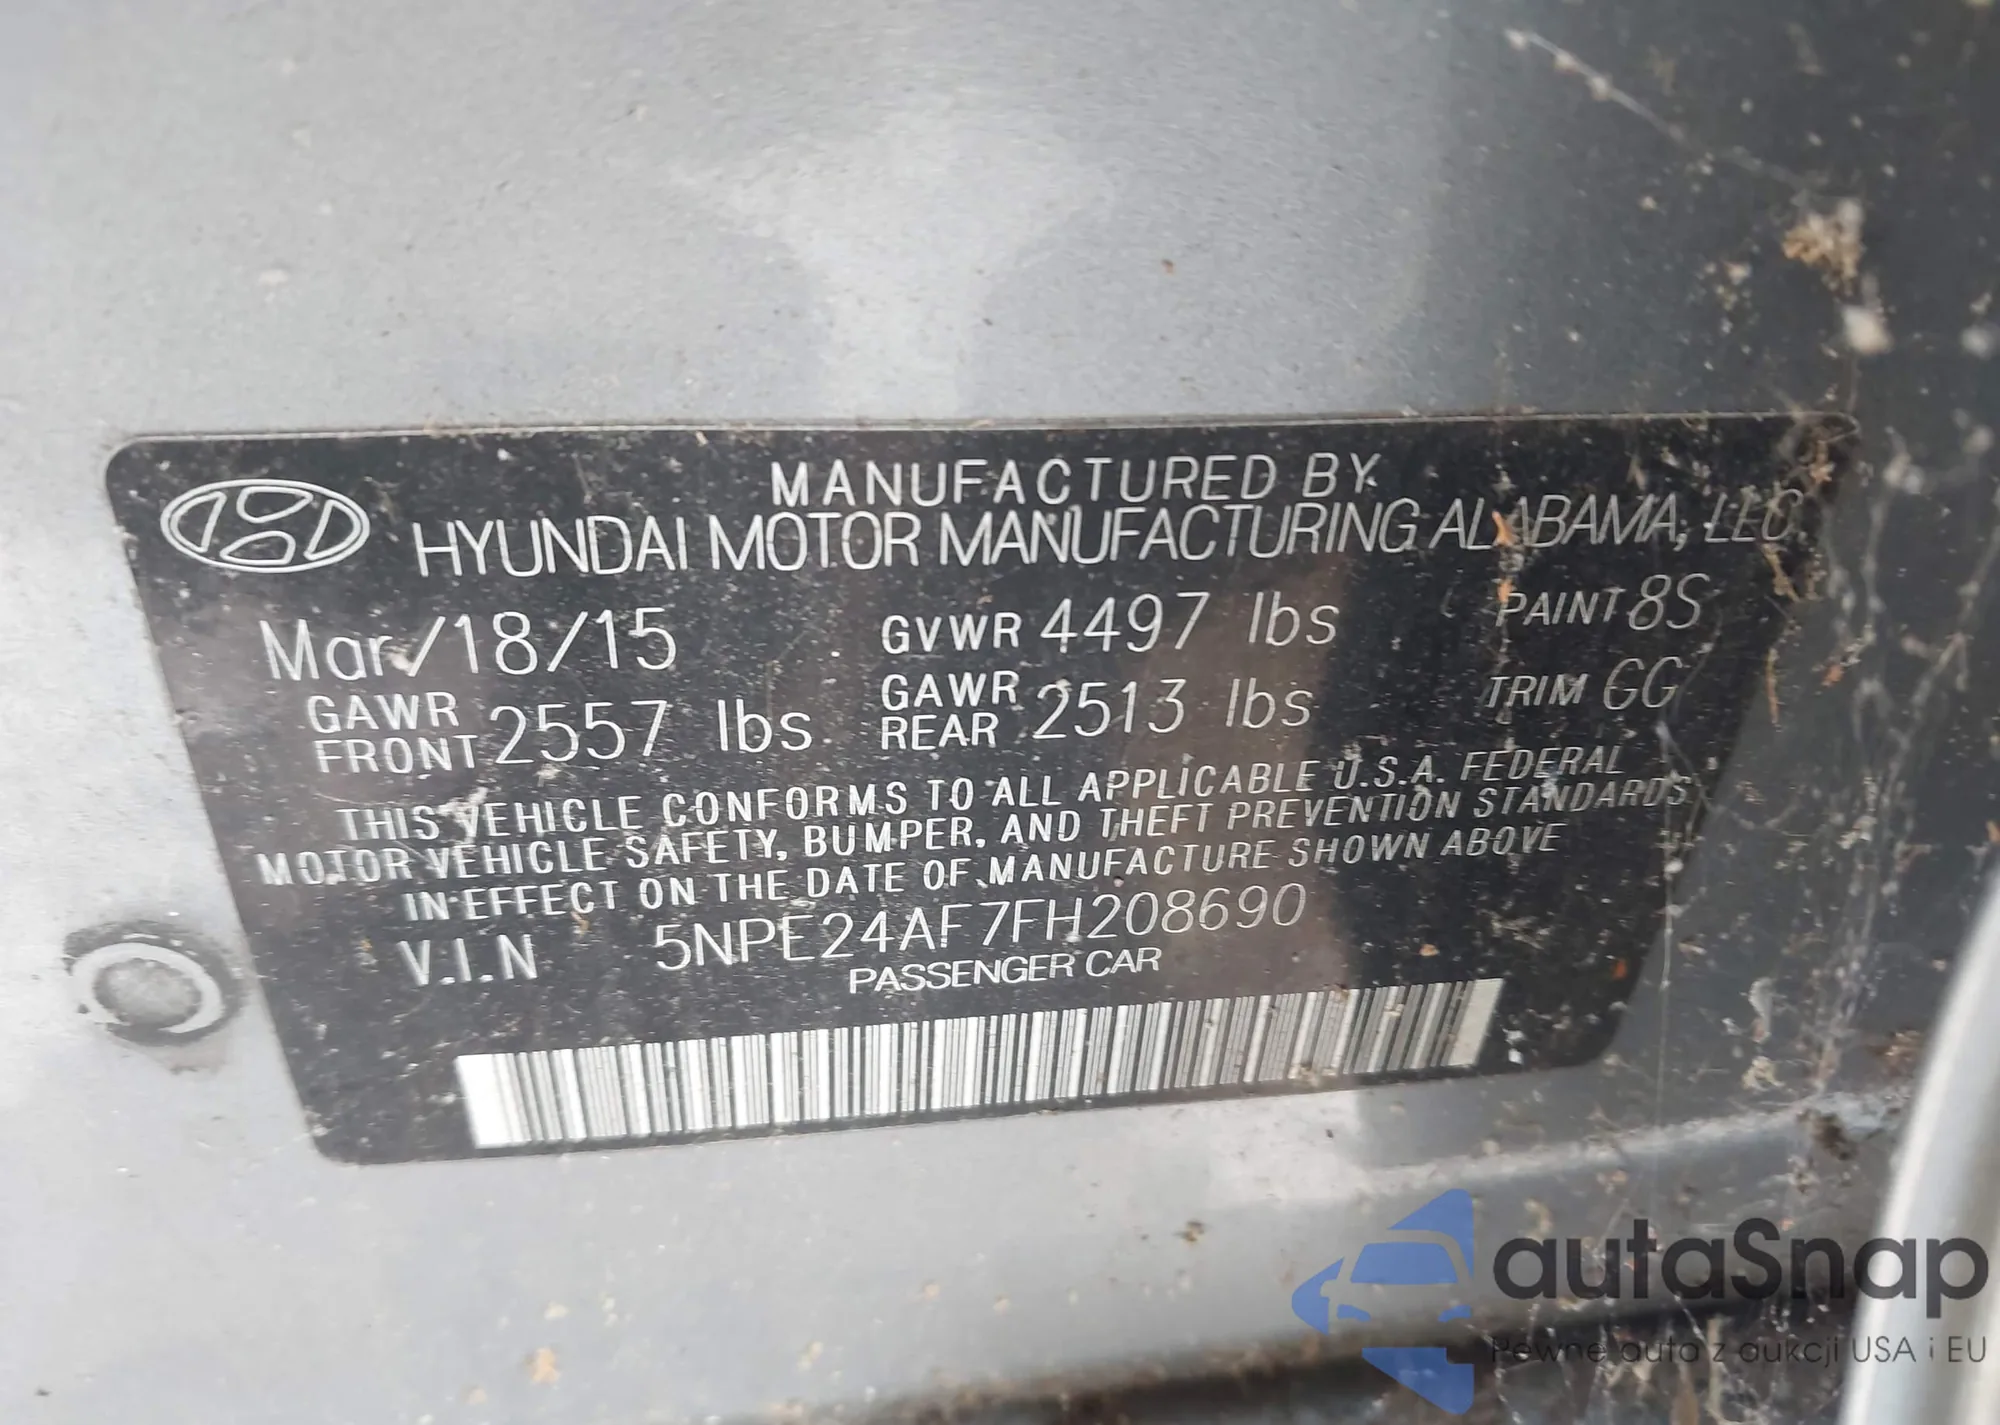 MANUFACTURED BY
HYUNDAI MOTOR MANUFACTURING ALABAMA, LLC
Mar/18/15 GVWR 4497 lbs PAINT 8S
GAWR FRONT 2557 lbs GAWR REAR 2513 lbs TRIM GG
THIS VEHICLE CONFORMS TO ALL APPLICABLE U.S.A. FEDERAL
MOTOR VEHICLE SAFETY, BUMPER, AND THEFT PREVENTION STANDARDS
IN EFFECT ON THE DATE OF MANUFACTURE SHOWN ABOVE
V.I.N 5NPE24AF7FH208690
PASSENGER CAR
autaSnap
Pewne auta z aukcji USA i EU